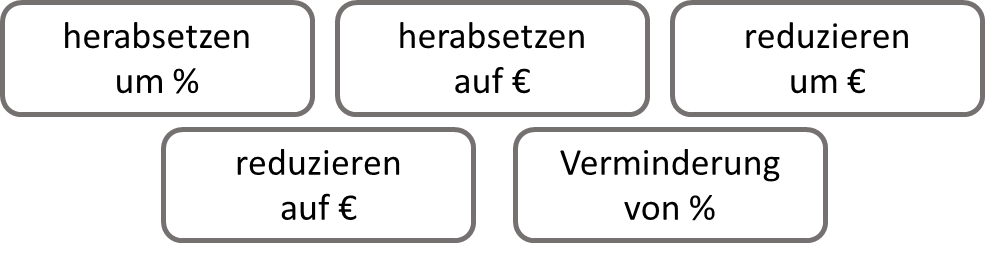 herabsetzen
um %
herabsetzen
auf €
reduzieren
um €
reduzieren
auf €
Verminderung
von %